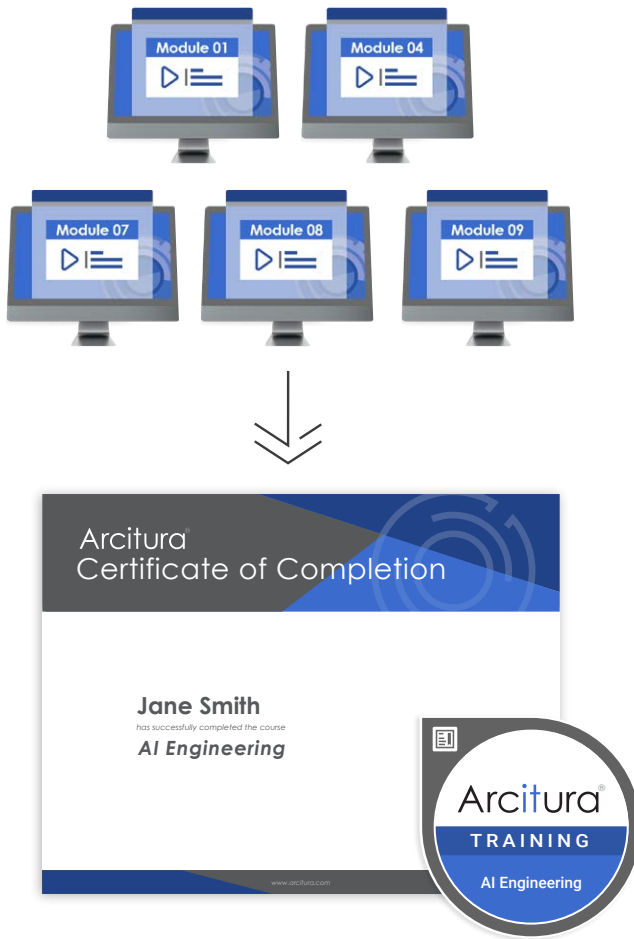 Module 01
Module 04
Module 07
Module 08
Module 09
Arcitura®
Certificate of Completion
Jane Smith
has successfully completed the course
AI Engineering
www.arcitura.com
Arcitura®
TRAINING
AI Engineering